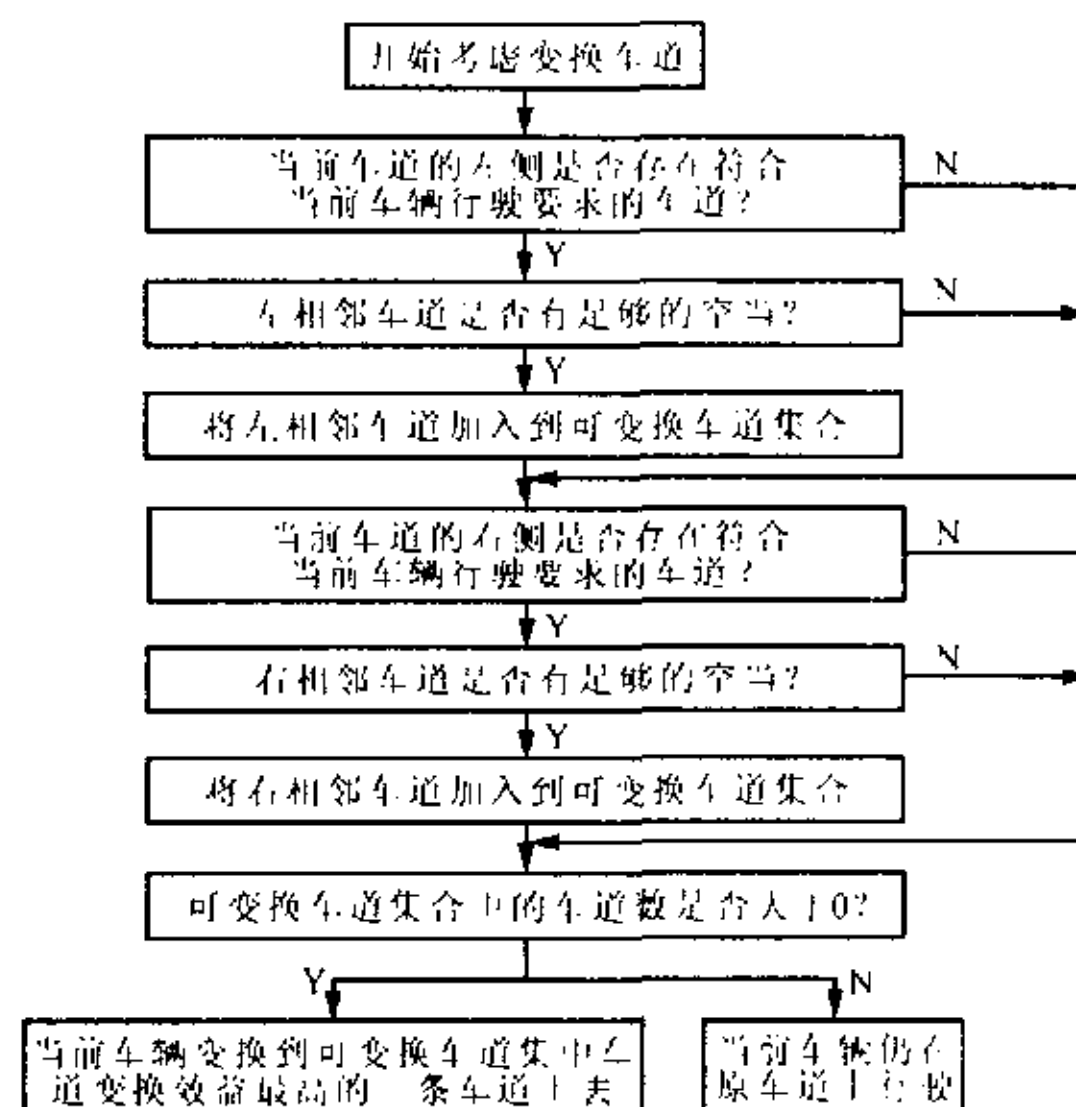 开始考虑变换车道
当前车道的左侧是否存在符合
当前车辆行驶要求的车道?
N
Y
左相邻车道是否有足够的空当?
N
Y
将左相邻车道加入到可变换车道集合
当前车道的右侧是否存在符合
当前车辆行驶要求的车道?
N
Y
右相邻车道是否有足够的空当?
N
Y
将右相邻车道加入到可变换车道集合
可变换车道集合中的车道数是否大于0?
Y
N
当前车辆变换到可变换车道集中车
道变换效益最高的一条车道上去
当前车辆仍在
原车道上行驶